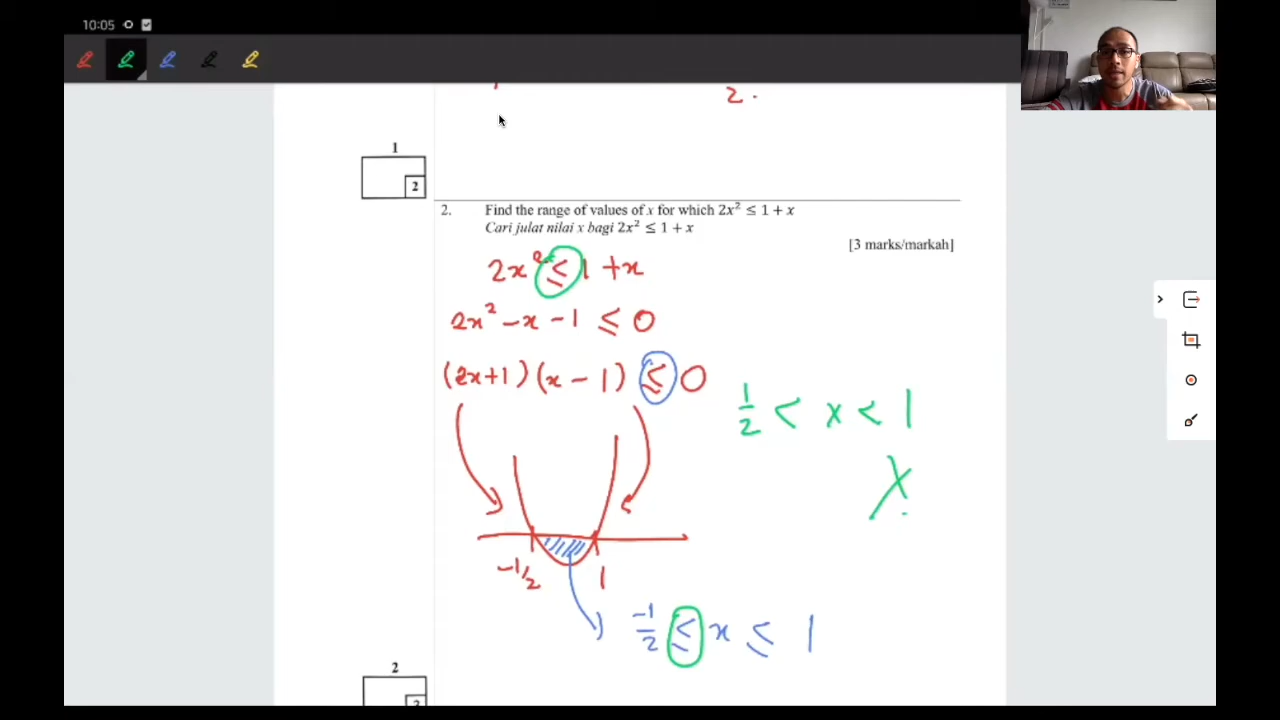 10:05
2.
1
2
2. Find the range of values of x for which 2x² ≤ 1 + x
Cari julat nilai x bagi 2x² ≤ 1 + x
[3 marks/markah]
2x² ≤ 1 + x
2x² - x - 1 ≤ 0
(2x+1)(x - 1) ≤ 0
1/2 < x < 1
X
-1/2 1
-1/2 ≤ x ≤ 1
2